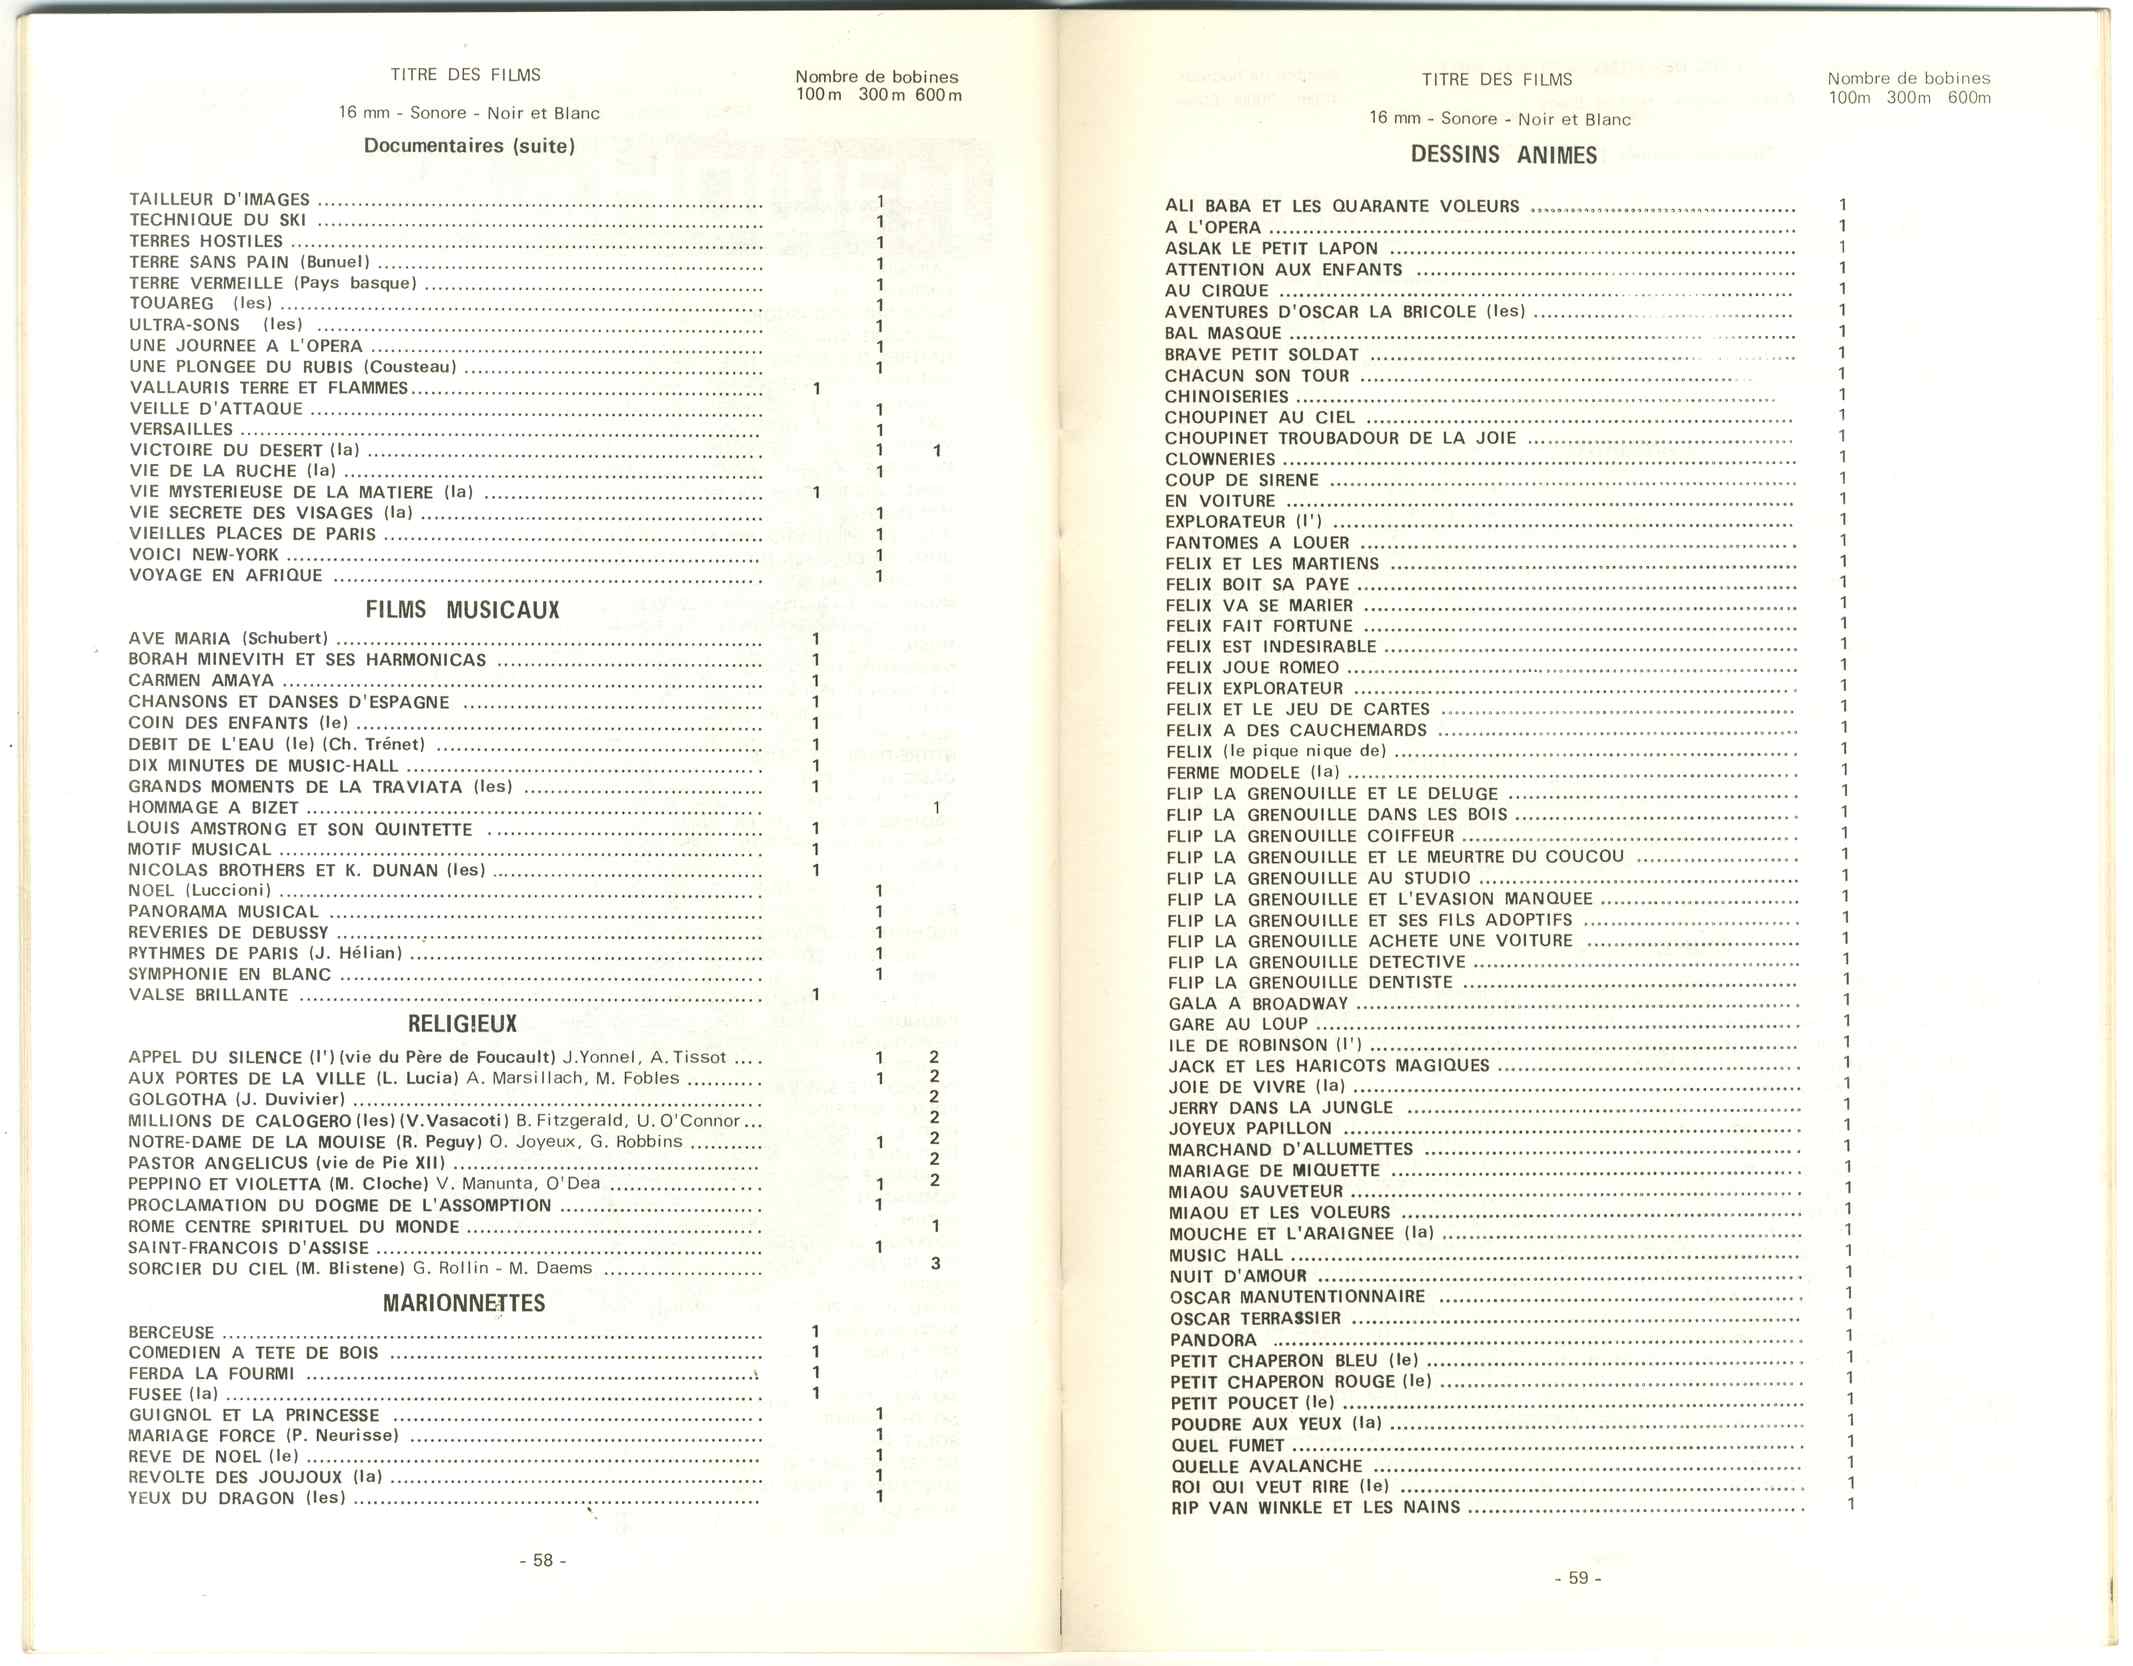 TITRE DES FILMS
Nombre de bobines
100m 300m 600m
16 mm - Sonore - Noir et Blanc
Documentaires (suite)
TAILLEUR D'IMAGES 1
TECHNIQUE DU SKI 1
TERRES HOSTILES 1
TERRE SANS PAIN (Bunuel) 1
TERRE VERMEILLE (Pays basque) 1
TOUAREG (les) 1
ULTRA-SONS (les) 1
UNE JOURNEE A L'OPERA 1
UNE PLONGEE DU RUBIS (Cousteau) 1
VALLAURIS TERRE ET FLAMMES 1
VEILLE D'ATTAQUE 1
VERSAILLES 1
VICTOIRE DU DESERT (la) 1 1
VIE DE LA RUCHE (la) 1
VIE MYSTERIEUSE DE LA MATIERE (la) 1
VIE SECRETE DES VISAGES (la) 1
VIEILLES PLACES DE PARIS 1
VOICI NEW-YORK 1
VOYAGE EN AFRIQUE 1
FILMS MUSICAUX
AVE MARIA (Schubert) 1
BORAH MINEVITH ET SES HARMONICAS 1
CARMEN AMAYA 1
CHANSONS ET DANSES D'ESPAGNE 1
COIN DES ENFANTS (le) 1
DEBIT DE L'EAU (le) (Ch. Trénet) 1
DIX MINUTES DE MUSIC-HALL 1
GRANDS MOMENTS DE LA TRAVIATA (les) 1
HOMMAGE A BIZET 1
LOUIS AMSTRONG ET SON QUINTETTE 1
MOTIF MUSICAL 1
NICOLAS BROTHERS ET K. DUNAN (les) 1
NOEL (Luccioni) 1
PANORAMA MUSICAL 1
REVERIES DE DEBUSSY 1
RYTHMES DE PARIS (J. Hélian) 1
SYMPHONIE EN BLANC 1
VALSE BRILLANTE 1
RELIGIEUX
APPEL DU SILENCE (l') (vie du Père de Foucault) J.Yonnel, A. Tissot 1 2
AUX PORTES DE LA VILLE (L. Lucia) A. Marsillach, M. Fobles 1 2
GOLGOTHA (J. Duvivier) 2
MILLIONS DE CALOGERO (les) (V.Vasacoti) B. Fitzgerald, U. O'Connor 2
NOTRE-DAME DE LA MOUISE (R. Peguy) O. Joyeux, G. Robbins 1 2
PASTOR ANGELICUS (vie de Pie XII) 2
PEPPINO ET VIOLETTA (M. Cloche) V. Manunta, O'Dea 1 2
PROCLAMATION DU DOGME DE L'ASSOMPTION 1
ROME CENTRE SPIRITUEL DU MONDE 1
SAINT-FRANCOIS D'ASSISE 1
SORCIER DU CIEL (M. Blistene) G. Rollin - M. Daems 3
MARIONNETTES
BERCEUSE 1
COMEDIEN A TETE DE BOIS 1
FERDA LA FOURMI 1
FUSEE (la) 1
GUIGNOL ET LA PRINCESSE 1
MARIAGE FORCE (P. Neurisse) 1
REVE DE NOEL (le) 1
REVOLTE DES JOUJOUX (la) 1
YEUX DU DRAGON (les) 1
- 58 -
TITRE DES FILMS
Nombre de bobines
100m 300m 600m
16 mm - Sonore - Noir et Blanc
DESSINS ANIMES
ALI BABA ET LES QUARANTE VOLEURS 1
A L'OPERA 1
ASLAK LE PETIT LAPON 1
ATTENTION AUX ENFANTS 1
AU CIRQUE 1
AVENTURES D'OSCAR LA BRICOLE (les) 1
BAL MASQUE 1
BRAVE PETIT SOLDAT 1
CHACUN SON TOUR 1
CHINOISERIES 1
CHOUPINET AU CIEL 1
CHOUPINET TROUBADOUR DE LA JOIE 1
CLOWNERIES 1
COUP DE SIRENE 1
EN VOITURE 1
EXPLORATEUR (l') 1
FANTOMES A LOUER 1
FELIX ET LES MARTIENS 1
FELIX BOIT SA PAYE 1
FELIX VA SE MARIER 1
FELIX FAIT FORTUNE 1
FELIX EST INDESIRABLE 1
FELIX JOUE ROMEO 1
FELIX EXPLORATEUR 1
FELIX ET LE JEU DE CARTES 1
FELIX A DES CAUCHEMARDS 1
FELIX (le pique nique de) 1
FERME MODELE (la) 1
FLIP LA GRENOUILLE ET LE DELUGE 1
FLIP LA GRENOUILLE DANS LES BOIS 1
FLIP LA GRENOUILLE COIFFEUR 1
FLIP LA GRENOUILLE ET LE MEURTRE DU COUCOU 1
FLIP LA GRENOUILLE AU STUDIO 1
FLIP LA GRENOUILLE ET L'EVASION MANQUEE 1
FLIP LA GRENOUILLE ET SES FILS ADOPTIFS 1
FLIP LA GRENOUILLE ACHETE UNE VOITURE 1
FLIP LA GRENOUILLE DETECTIVE 1
FLIP LA GRENOUILLE DENTISTE 1
GALA A BROADWAY 1
GARE AU LOUP 1
ILE DE ROBINSON (l') 1
JACK ET LES HARICOTS MAGIQUES 1
JOIE DE VIVRE (la) 1
JERRY DANS LA JUNGLE 1
JOYEUX PAPILLON 1
MARCHAND D'ALLUMETTES 1
MARIAGE DE MIQUETTE 1
MIAOU SAUVETEUR 1
MIAOU ET LES VOLEURS 1
MOUCHE ET L'ARAIGNEE (la) 1
MUSIC HALL 1
NUIT D'AMOUR 1
OSCAR MANUTENTIONNAIRE 1
OSCAR TERRASSIER 1
PANDORA 1
PETIT CHAPERON BLEU (le) 1
PETIT CHAPERON ROUGE (le) 1
PETIT POUCET (le) 1
POUDRE AUX YEUX (la) 1
QUEL FUMET 1
QUELLE AVALANCHE 1
ROI QUI VEUT RIRE (le) 1
RIP VAN WINKLE ET LES NAINS 1
- 59 -